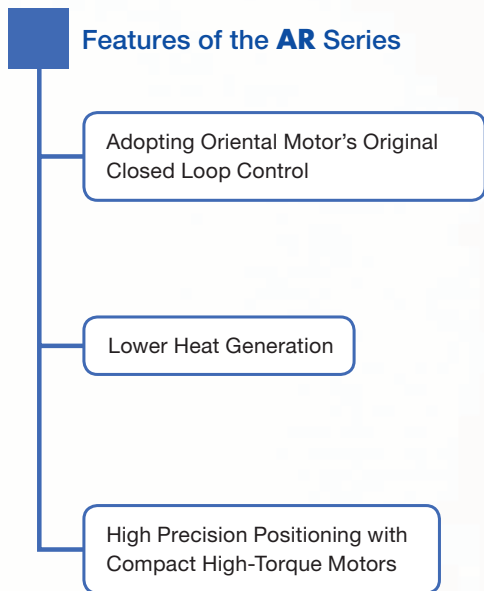 Features of the AR Series
Adopting Oriental Motor's Original
Closed Loop Control
Lower Heat Generation
High Precision Positioning with
Compact High-Torque Motors